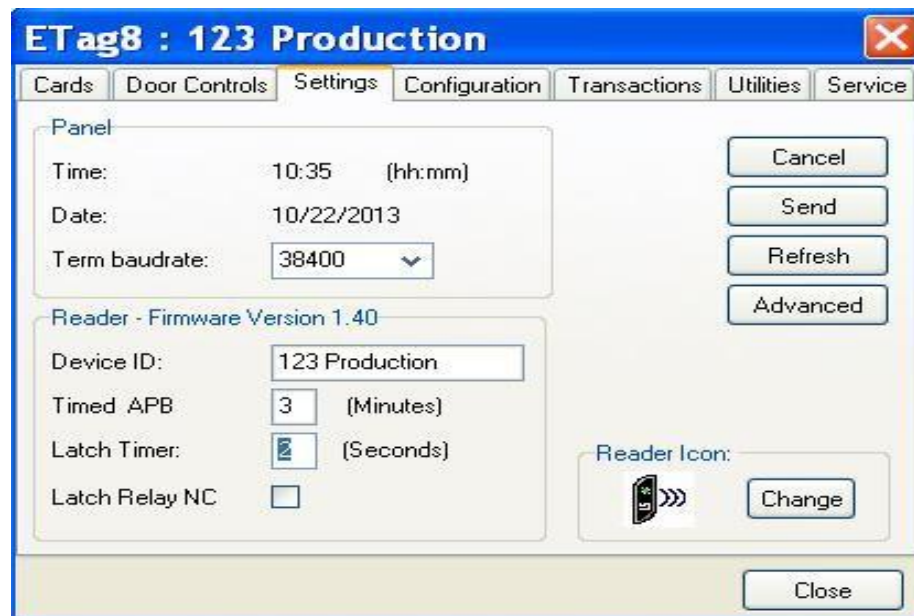 ETag8 : 123 Production
Cards Door Controls Settings Configuration Transactions Utilities Service
Panel
Time: 10:35 (hh:mm)
Date: 10/22/2013
Term baudrate: 38400
Cancel
Send
Refresh
Advanced
Reader - Firmware Version 1.40
Device ID: 123 Production
Timed APB 3 (Minutes)
Latch Timer: 2 (Seconds)
Latch Relay NC
Reader Icon:
Change
Close